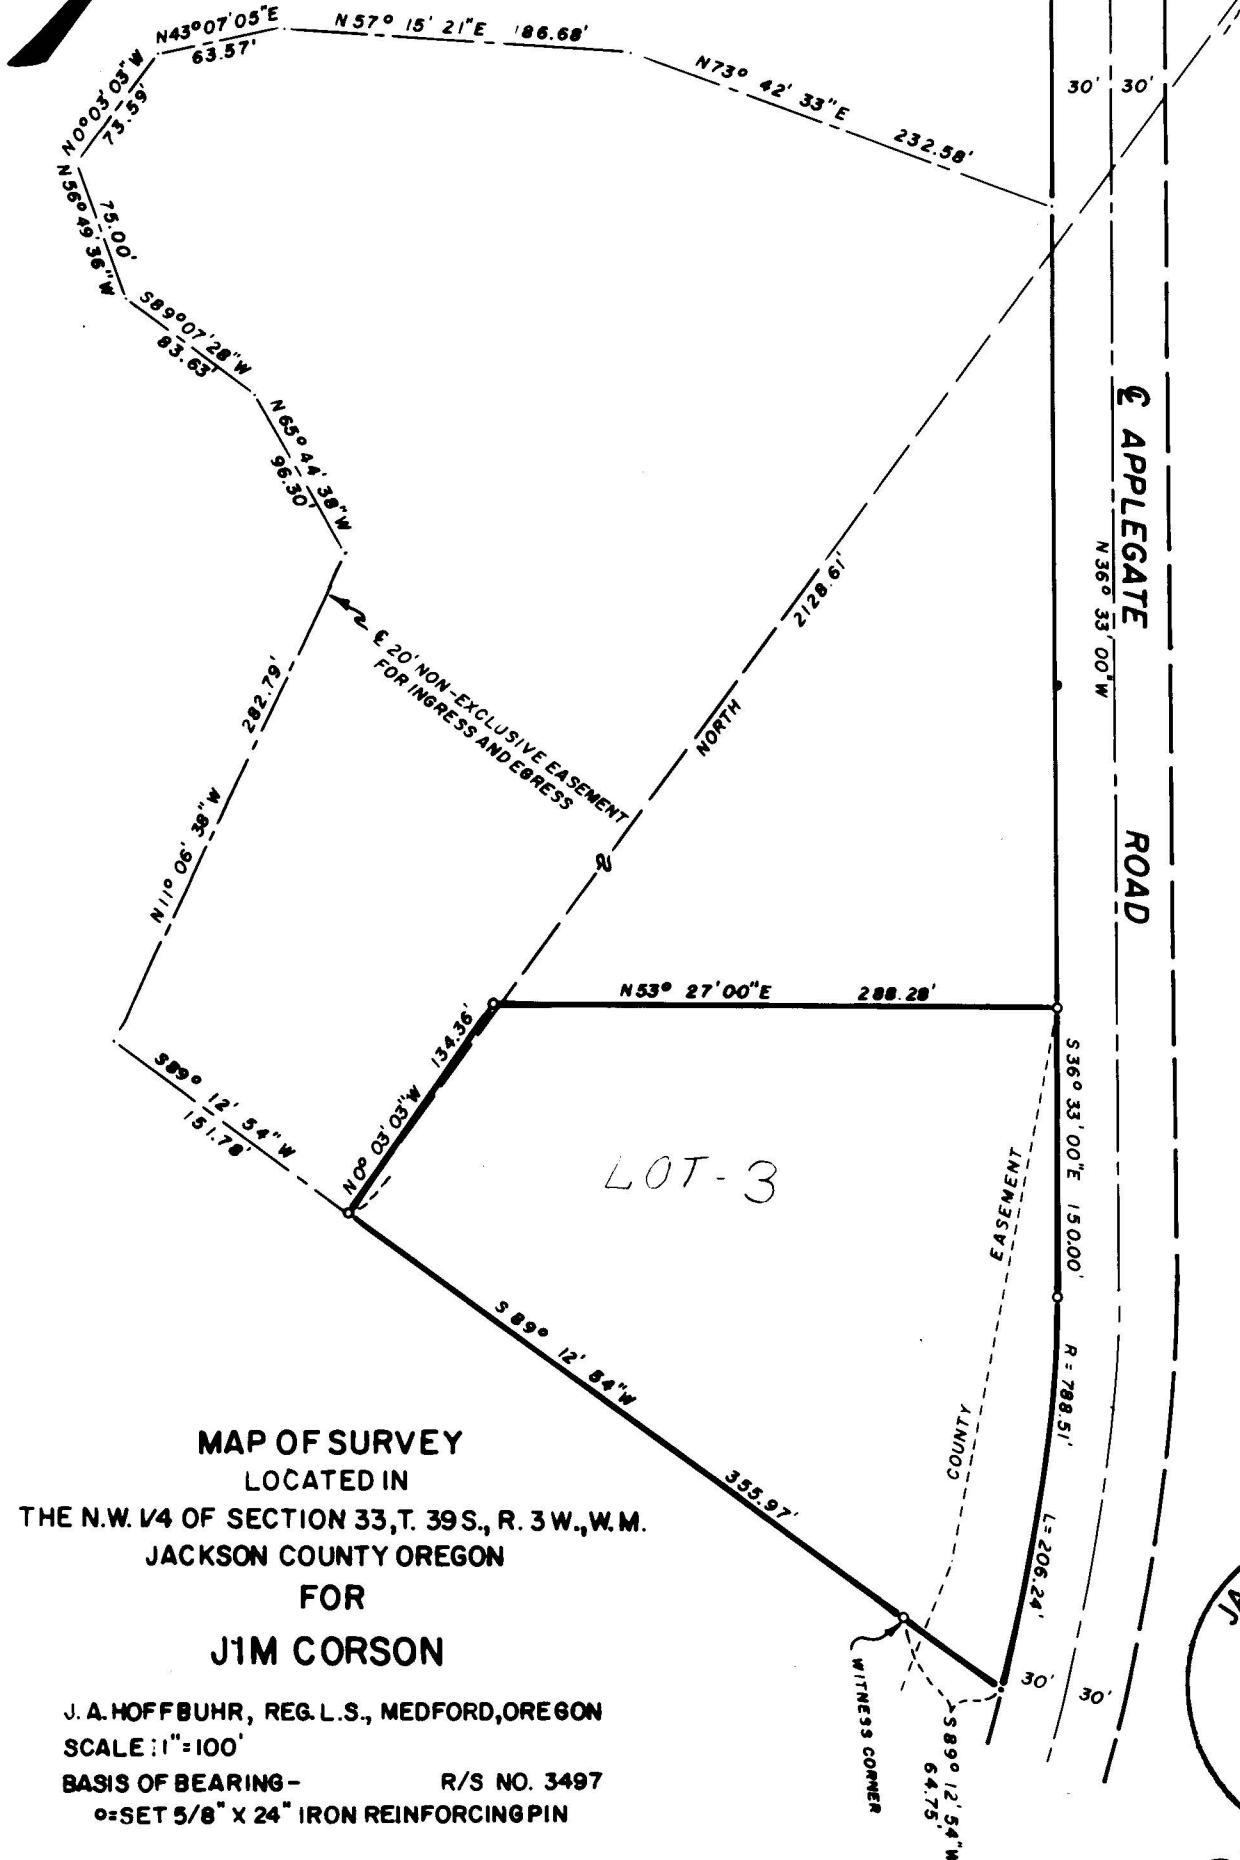 N43°07'05"E
63.57'
N57° 15' 21"E 186.68'
N73° 42' 33"E
232.58'
30' 30'
N0°03'03"W
73.59'
N56°49'36"W
75.00'
S89°07'28"W
83.63'
N65°44'38"W
96.30'
℄ 20' NON-EXCLUSIVE EASEMENT
FOR INGRESS AND EGRESS
282.79'
N11° 06' 38"W
NORTH
2128.61'
℄ APPLEGATE ROAD
N36° 33' 00"W
N53° 27'00"E 288.28'
N0° 03'03"W 134.36'
S89° 12' 54"W
151.78'
LOT-3
S36° 33'00"E 150.00'
COUNTY EASEMENT
R=788.51' L=206.24'
S 89° 12' 54"W
355.97'
30' 30'
WITNESS CORNER
S89° 12' 54"W
64.75'
MAP OF SURVEY
LOCATED IN
THE N.W. 1/4 OF SECTION 33, T. 39 S., R. 3 W., W.M.
JACKSON COUNTY OREGON
FOR
JIM CORSON
J. A. HOFFBUHR, REG. L.S., MEDFORD, OREGON
SCALE: 1"=100'
BASIS OF BEARING- R/S NO. 3497
o=SET 5/8" X 24" IRON REINFORCING PIN
JA